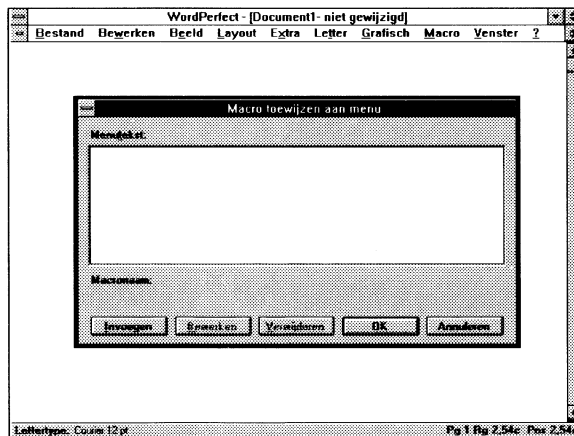 WordPerfect - [Document1- niet gewijzigd]
Bestand Bewerken Beeld Layout Extra Letter Grafisch Macro Venster ?
Macro toewijzen aan menu
Menutekst:
Macronaam:
Invoegen Bewerken Verwijderen OK Annuleren
Lettertype: Courier 12 pt Pg 1 Rg 2,54c Pos 2,54c